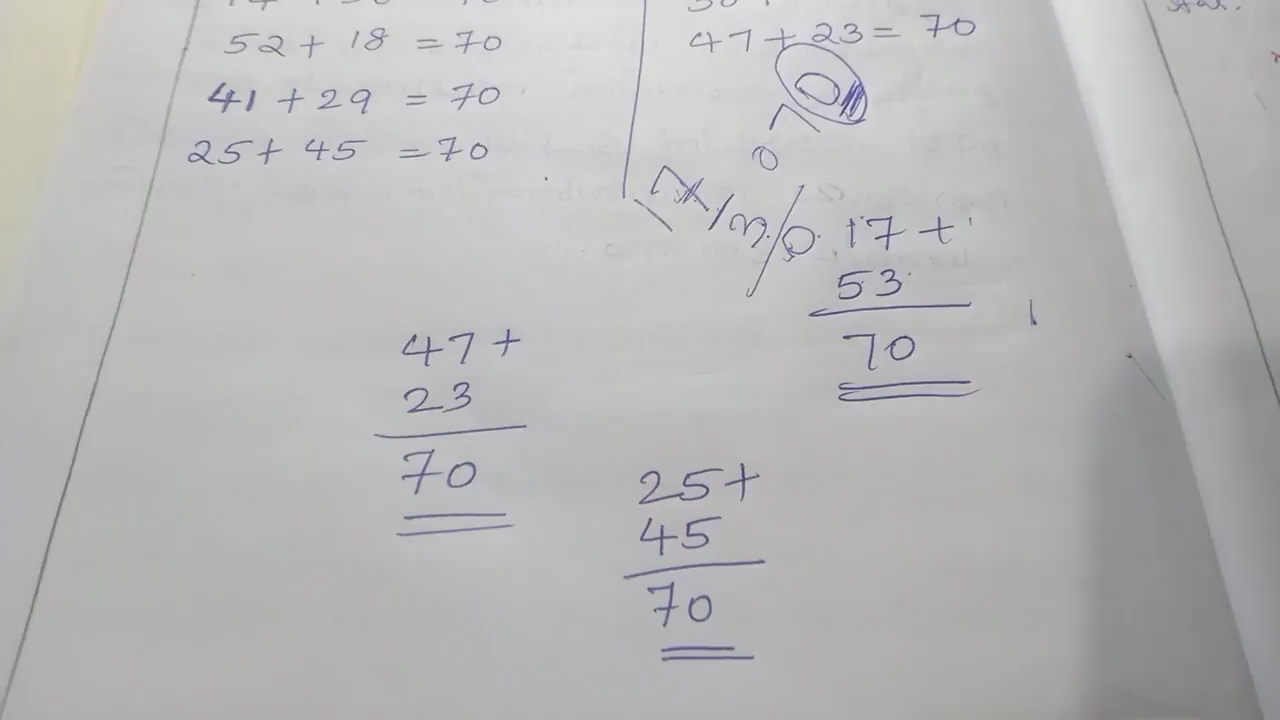 52 + 18 = 70
41 + 29 = 70
25 + 45 = 70
47 + 23 = 70
17 +
53
70
47 +
23
70
25 +
45
70